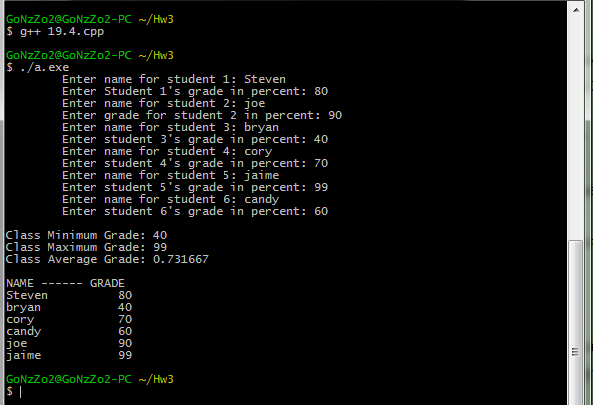 GoNzZo2@GoNzZo2-PC ~/Hw3
$ g++ 19.4.cpp
GoNzZo2@GoNzZo2-PC ~/Hw3
$ ./a.exe
Enter name for student 1: Steven
Enter Student 1's grade in percent: 80
Enter name for student 2: joe
Enter grade for student 2 in percent: 90
Enter name for student 3: bryan
Enter student 3's grade in percent: 40
Enter name for student 4: cory
Enter student 4's grade in percent: 70
Enter name for student 5: jaime
Enter student 5's grade in percent: 99
Enter name for student 6: candy
Enter student 6's grade in percent: 60
Class Minimum Grade: 40
Class Maximum Grade: 99
Class Average Grade: 0.731667
NAME ------ GRADE
Steven 80
bryan 40
cory 70
candy 60
joe 90
jaime 99
GoNzZo2@GoNzZo2-PC ~/Hw3
$